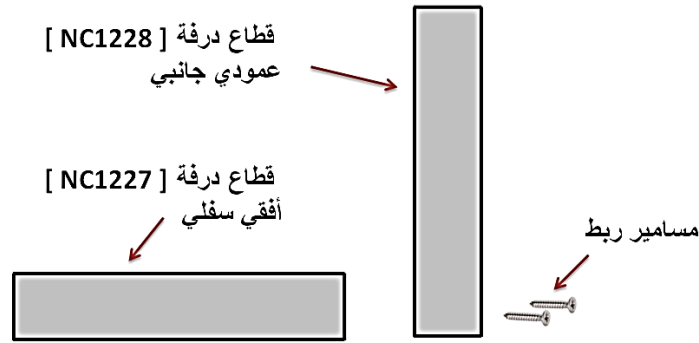 قطاع درفة [ NC1228 ]
عمودي جانبي
قطاع درفة [ NC1227 ]
أفقي سفلي
مسامير ربط